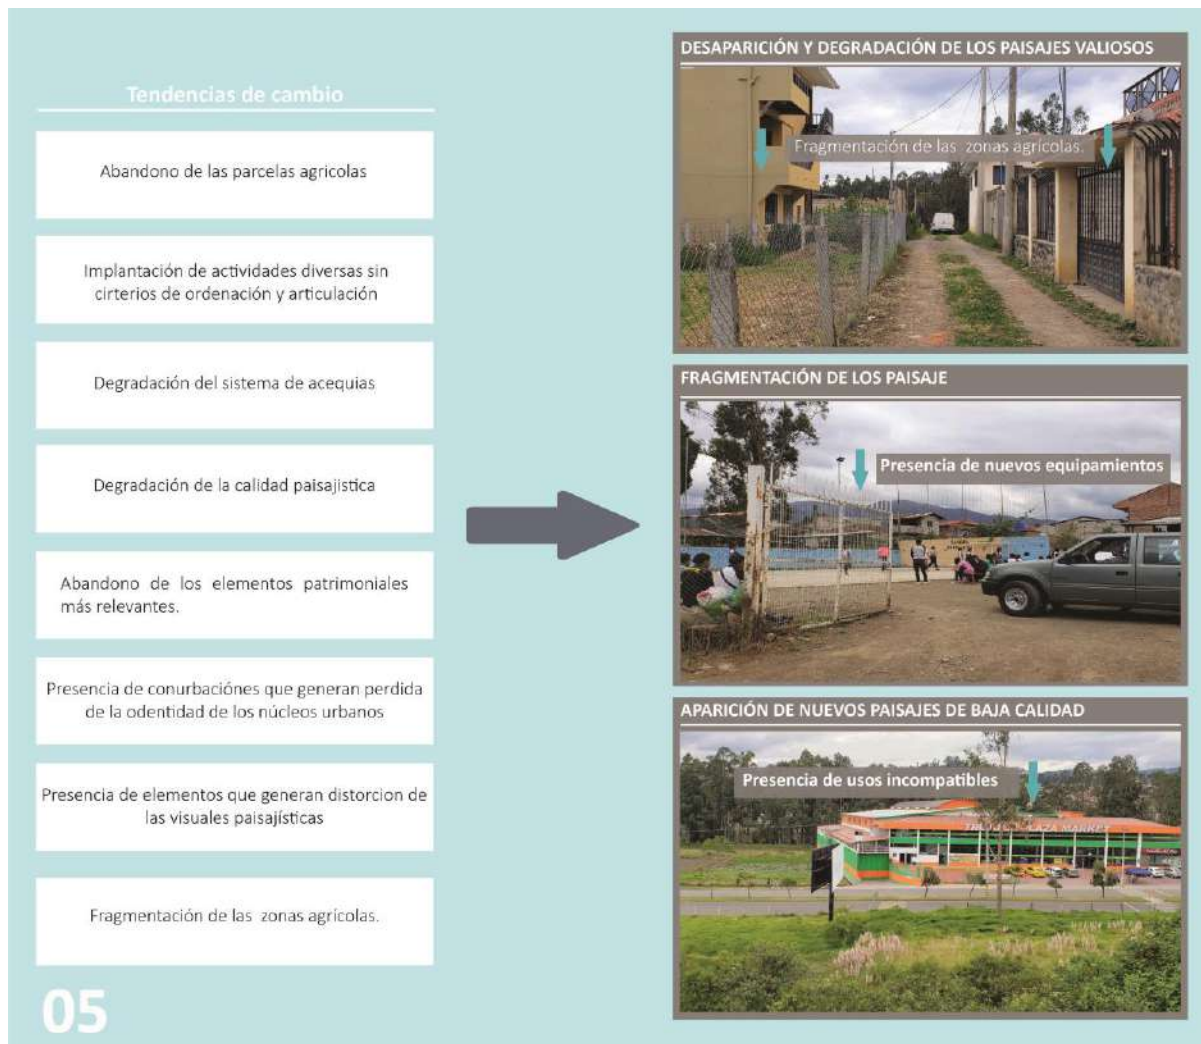 Tendencias de cambio
Abandono de las parcelas agricolas
Implantación de actividades diversas sin
cirterios de ordenación y articulación
Degradación del sistema de acequias
Degradación de la calidad paisajistica
Abandono de los elementos patrimoniales
más relevantes.
Presencia de conurbaciónes que generan perdida
de la odentidad de los núcleos urbanos
Presencia de elementos que generan distorcion de
las visuales paisajísticas
Fragmentación de las zonas agrícolas.
05
DESAPARICIÓN Y DEGRADACIÓN DE LOS PAISAJES VALIOSOS
Fragmentación de las zonas agrícolas.
FRAGMENTACIÓN DE LOS PAISAJE
Presencia de nuevos equipamientos
APARICIÓN DE NUEVOS PAISAJES DE BAJA CALIDAD
Presencia de usos incompatibles
PLAZA MARKET